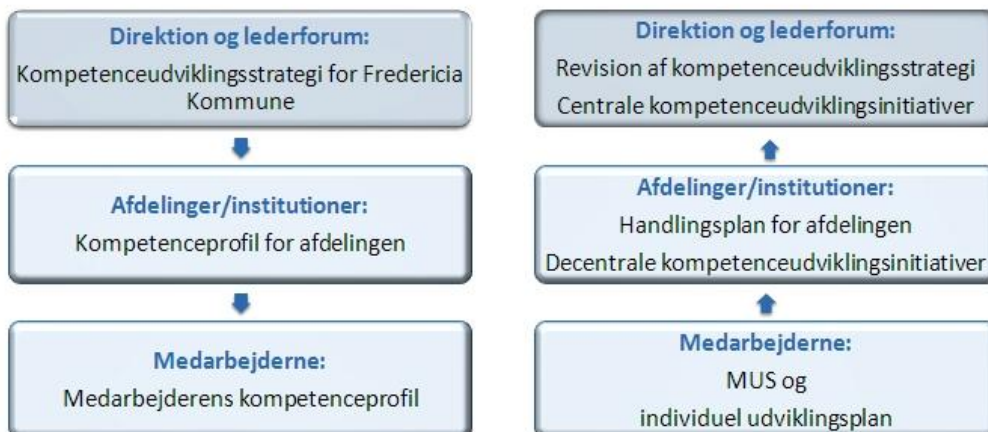 Direktion og lederforum:
Kompetenceudviklingsstrategi for Fredericia
Kommune
Afdelinger/institutioner:
Kompetenceprofil for afdelingen
Medarbejderne:
Medarbejderens kompetenceprofil
Direktion og lederforum:
Revision af kompetenceudviklingsstrategi
Centrale kompetenceudviklingsinitiativer
Afdelinger/institutioner:
Handlingsplan for afdelingen
Decentrale kompetenceudviklingsinitiativer
Medarbejderne:
MUS og
individuel udviklingsplan